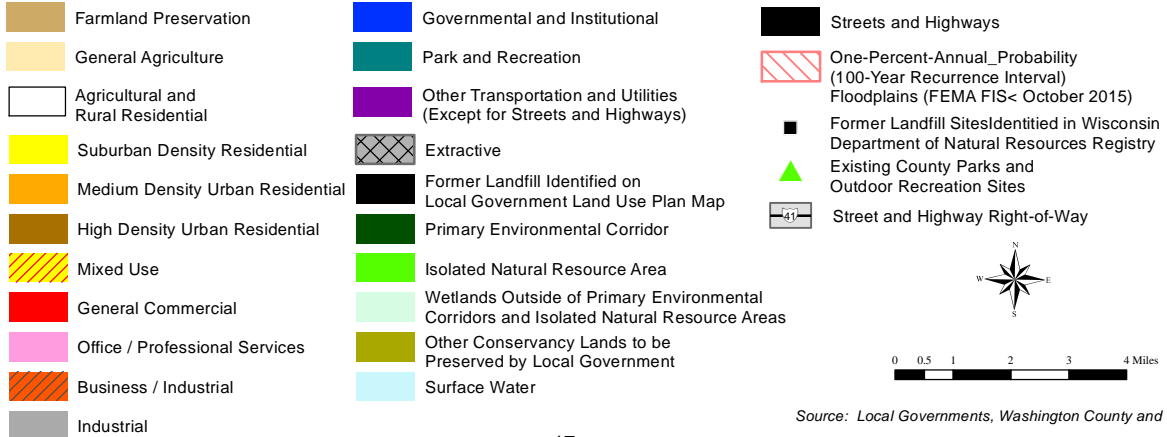 Farmland Preservation
General Agriculture
Agricultural and
Rural Residential
Suburban Density Residential
Medium Density Urban Residential
High Density Urban Residential
Mixed Use
General Commercial
Office / Professional Services
Business / Industrial
Industrial
Governmental and Institutional
Park and Recreation
Other Transportation and Utilities
(Except for Streets and Highways)
Extractive
Former Landfill Identified on
Local Government Land Use Plan Map
Primary Environmental Corridor
Isolated Natural Resource Area
Wetlands Outside of Primary Environmental
Corridors and Isolated Natural Resource Areas
Other Conservancy Lands to be
Preserved by Local Government
Surface Water
Streets and Highways
One-Percent-Annual_Probability
(100-Year Recurrence Interval)
Floodplains (FEMA FIS< October 2015)
Former Landfill SitesIdentitied in Wisconsin
Department of Natural Resources Registry
Existing County Parks and
Outdoor Recreation Sites
41 Street and Highway Right-of-Way
N
W E
S
0 0.5 1 2 3 4 Miles
Source: Local Governments, Washington County and